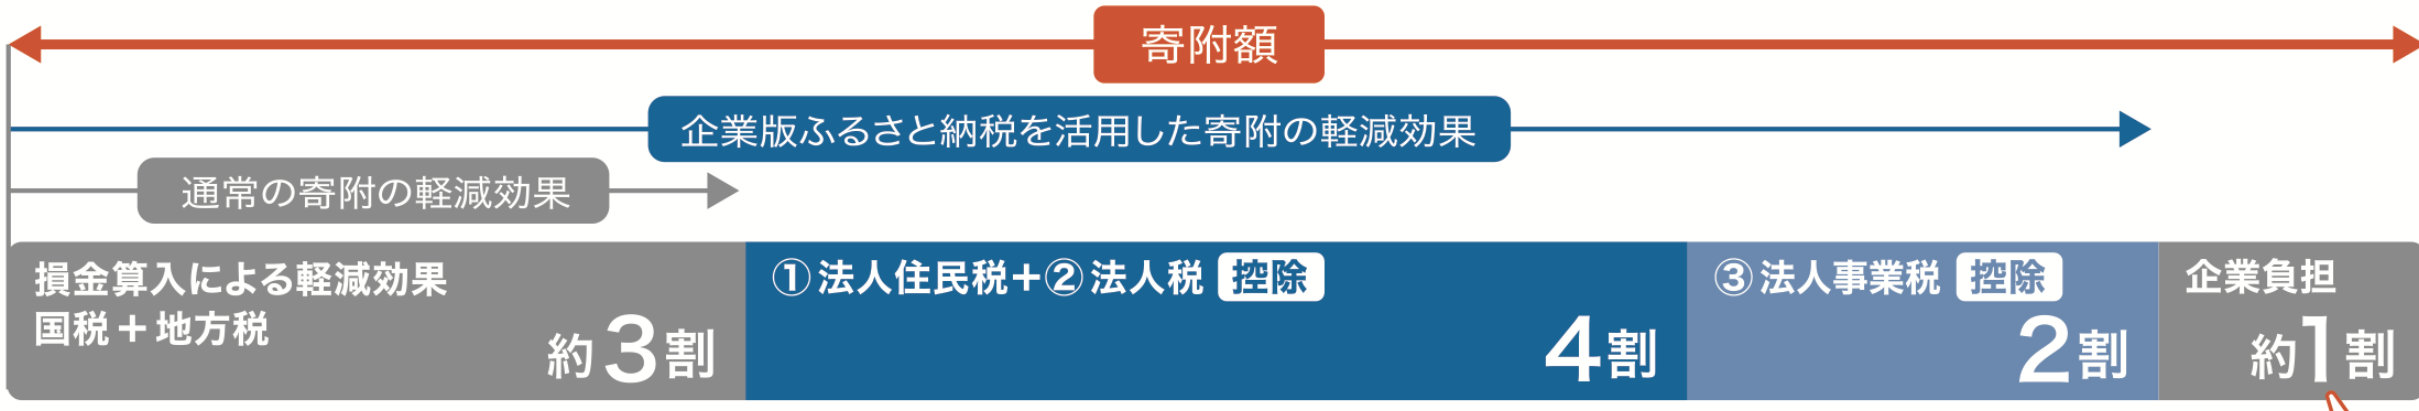 寄附額
企業版ふるさと納税を活用した寄附の軽減効果
通常の寄附の軽減効果
損金算入による軽減効果
国税+地方税
約3割
①法人住民税+②法人税 控除
4割
③法人事業税 控除
2割
企業負担
約1割